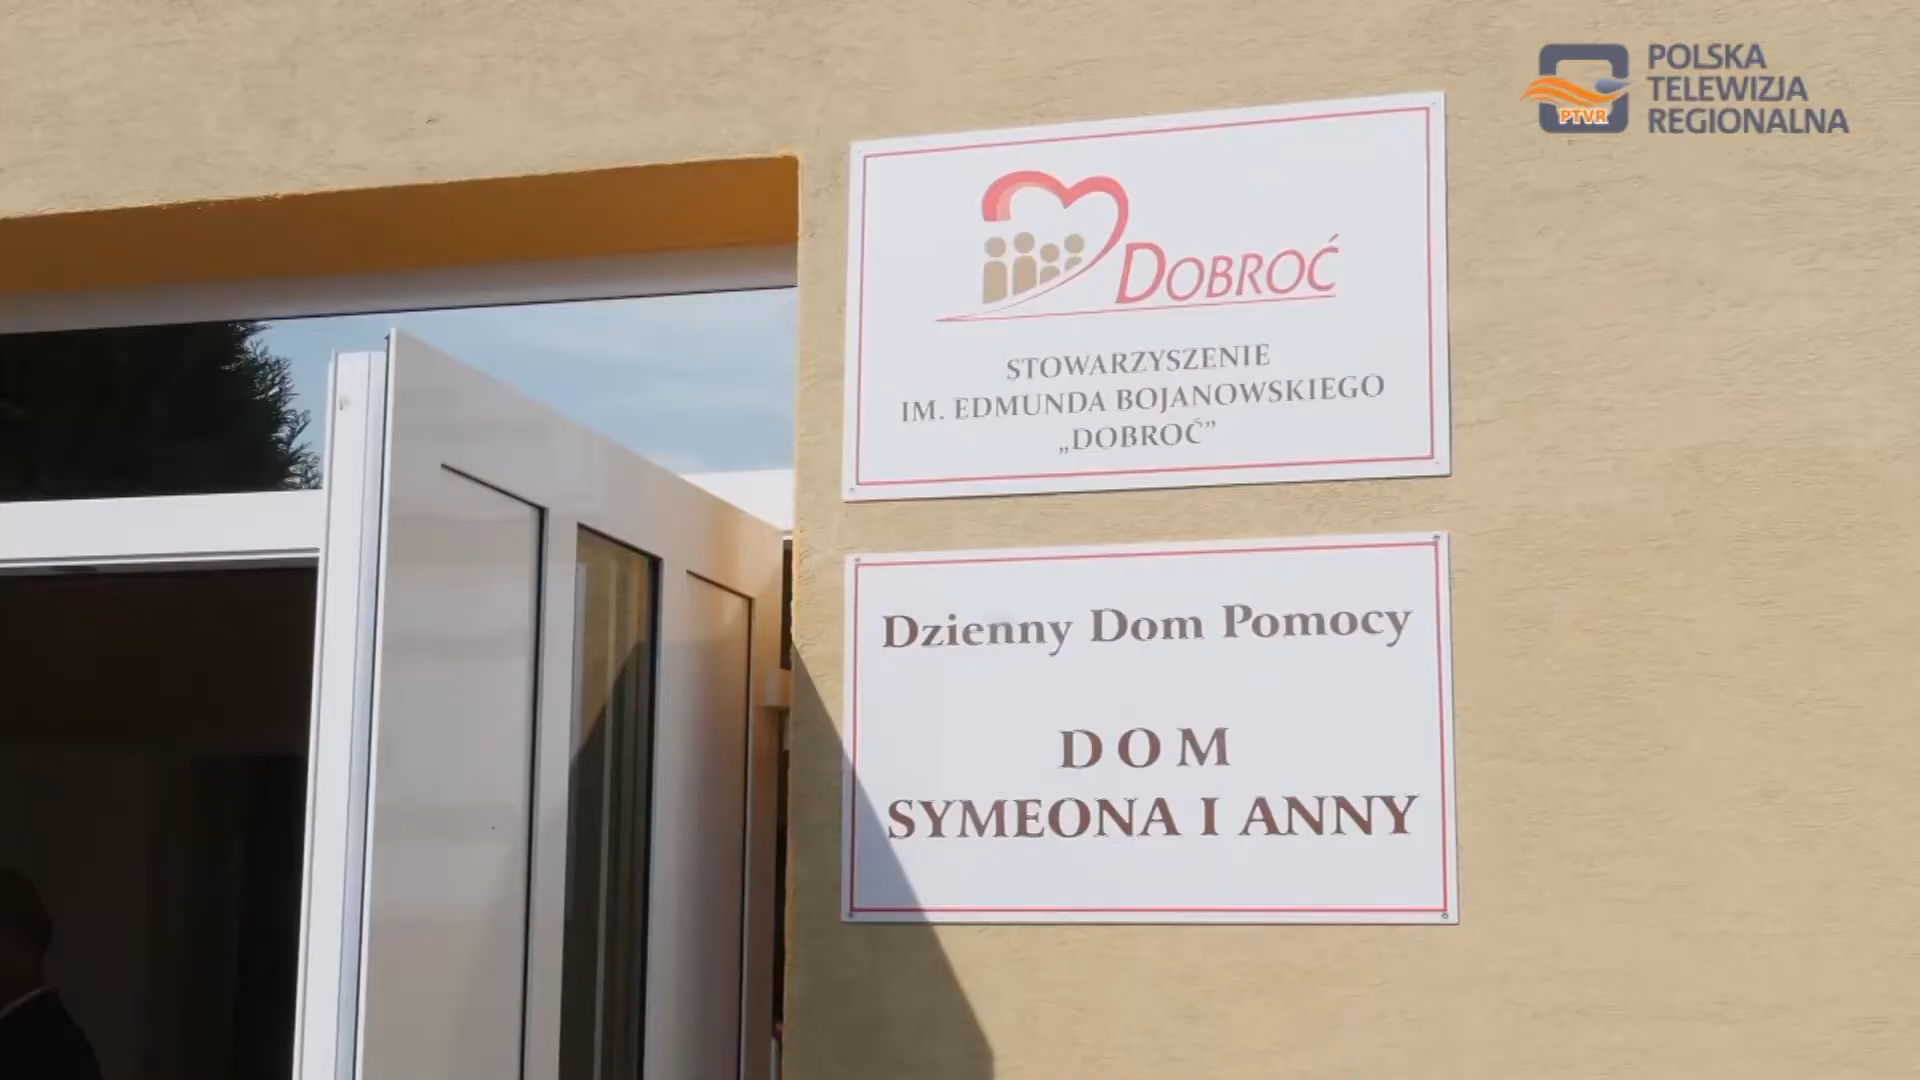 POLSKA
TELEWIZJA
REGIONALNA
PTVR
DOBROĆ
STOWARZYSZENIE
IM. EDMUNDA BOJANOWSKIEGO
„DOBROĆ”
Dzienny Dom Pomocy
DOM
SYMEONA I ANNY